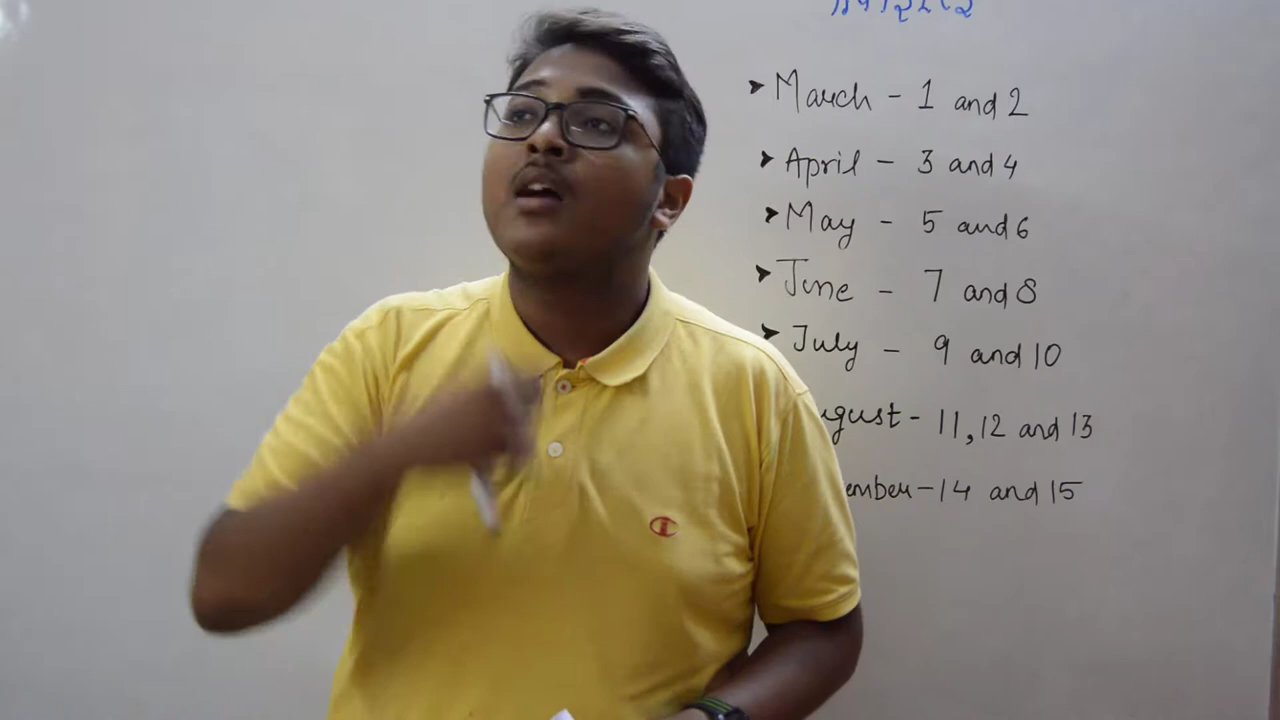 ➤ March - 1 and 2
➤ April - 3 and 4
➤ May - 5 and 6
➤ June - 7 and 8
➤ July - 9 and 10
ugust - 11, 12 and 13
ember - 14 and 15